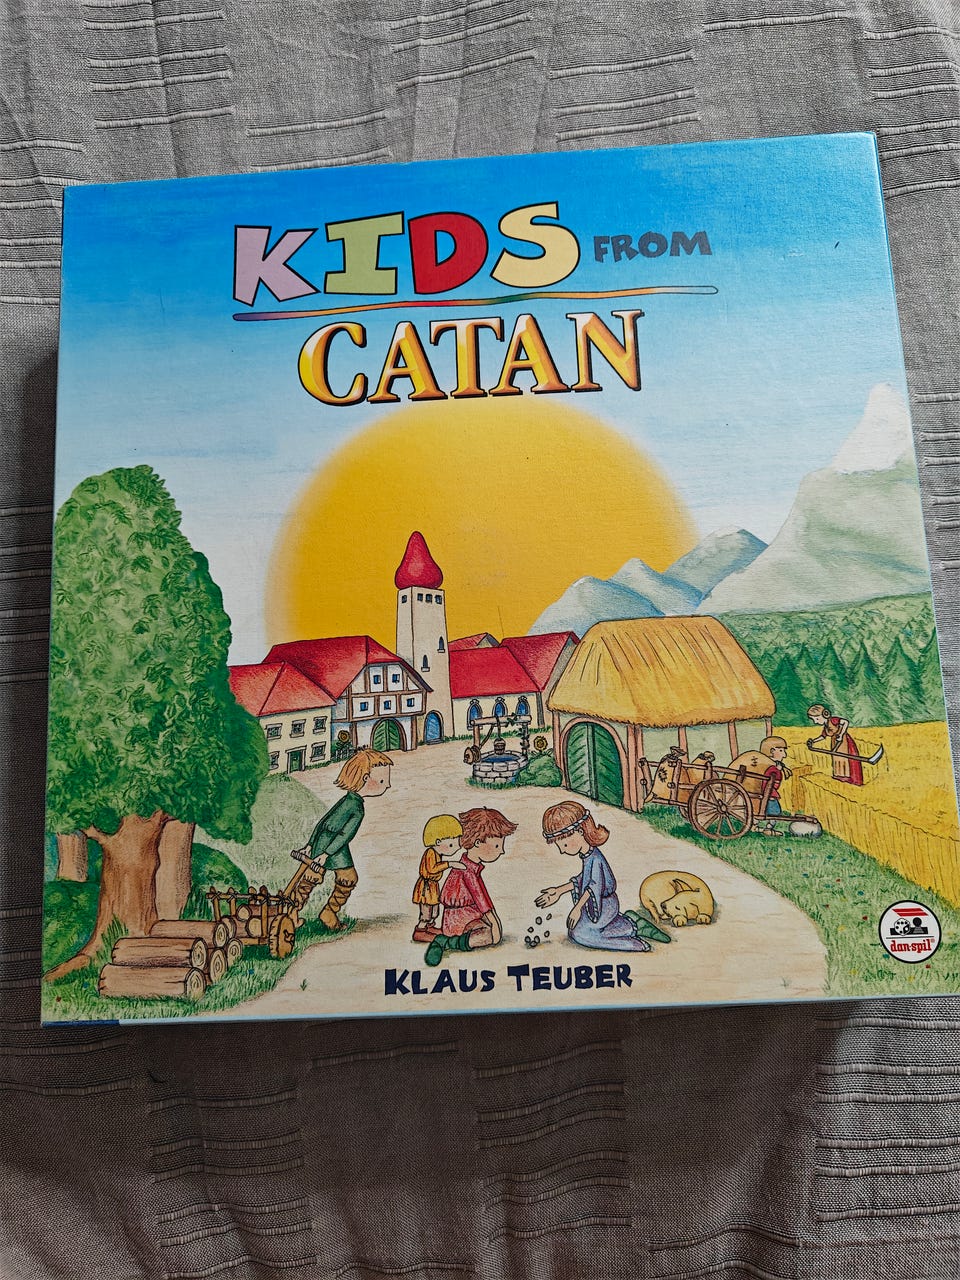 KIDS FROM
CATAN
KLAUS TEUBER
dan-spil®